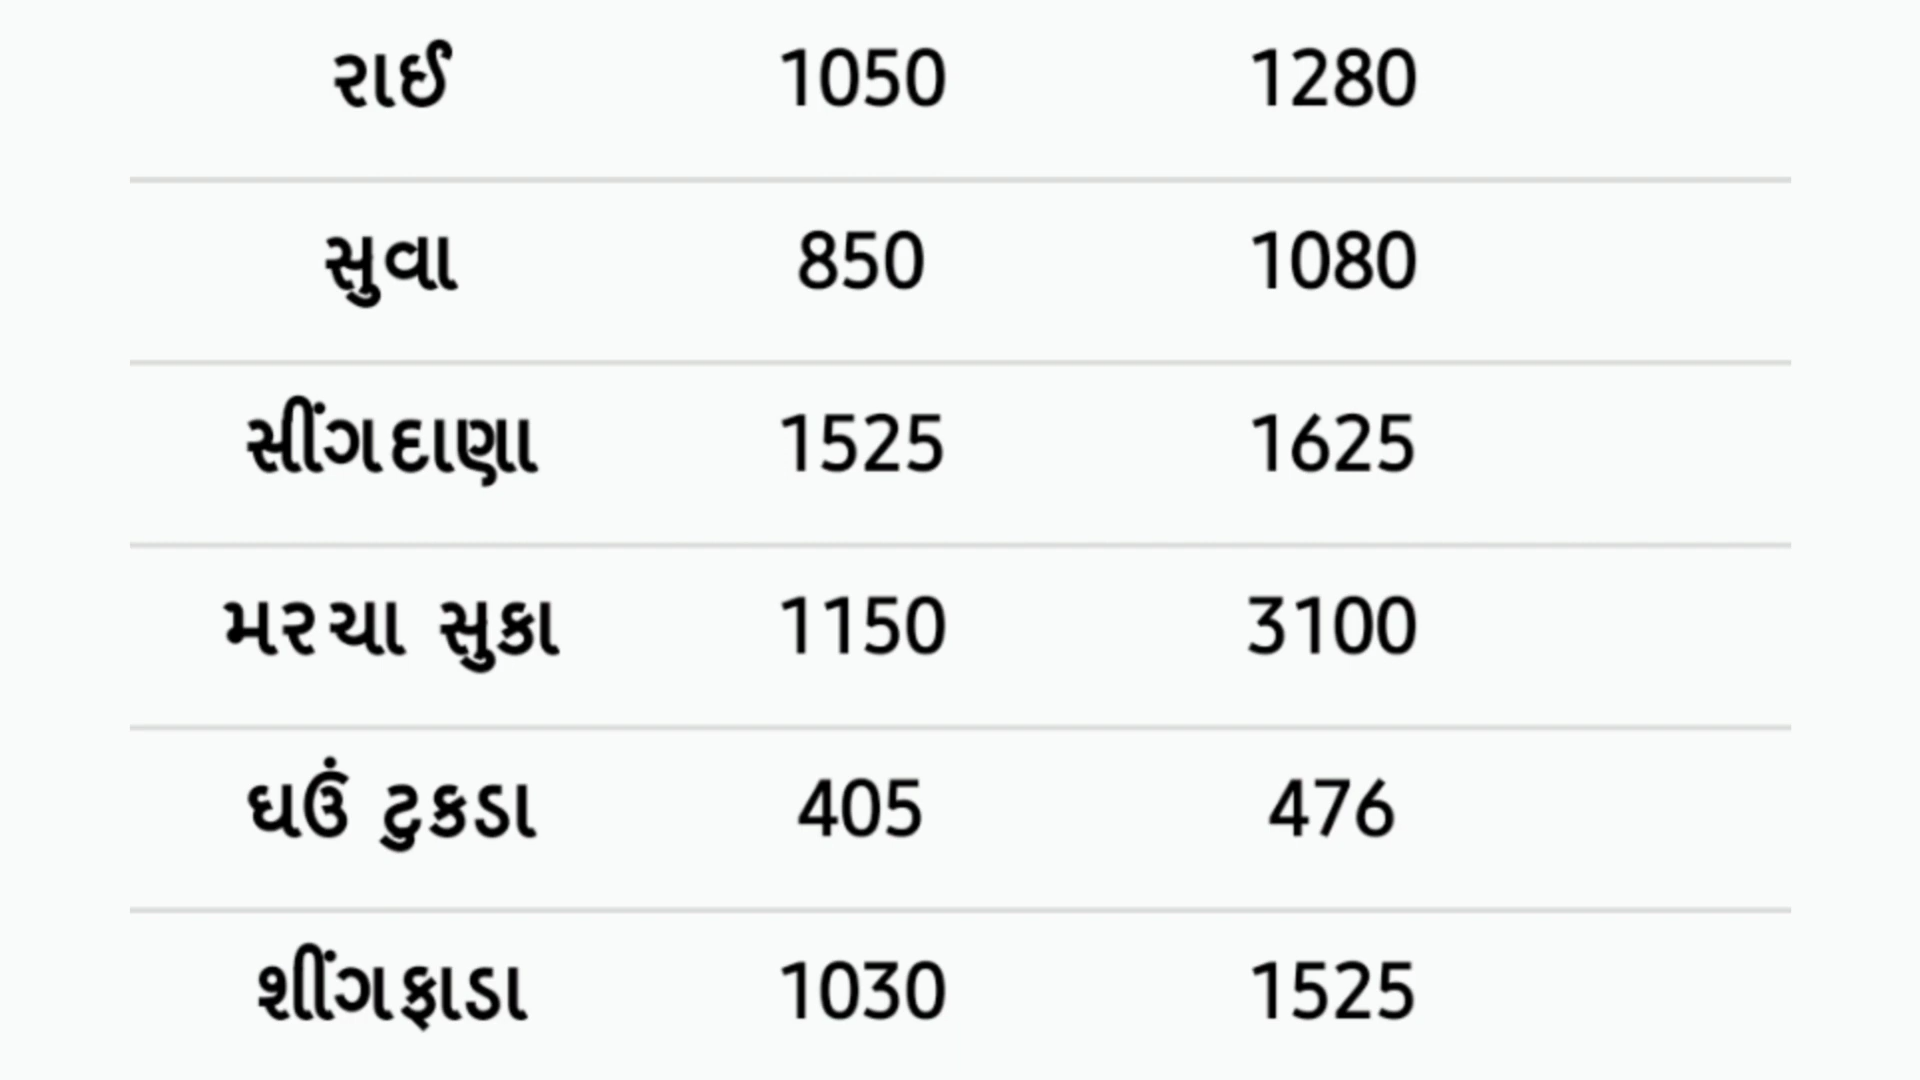 રાઈ 1050 1280
સુવા 850 1080
સીંગદાણા 1525 1625
મરચા સુકા 1150 3100
ઘઉં ટુકડા 405 476
શીંગફાડા 1030 1525